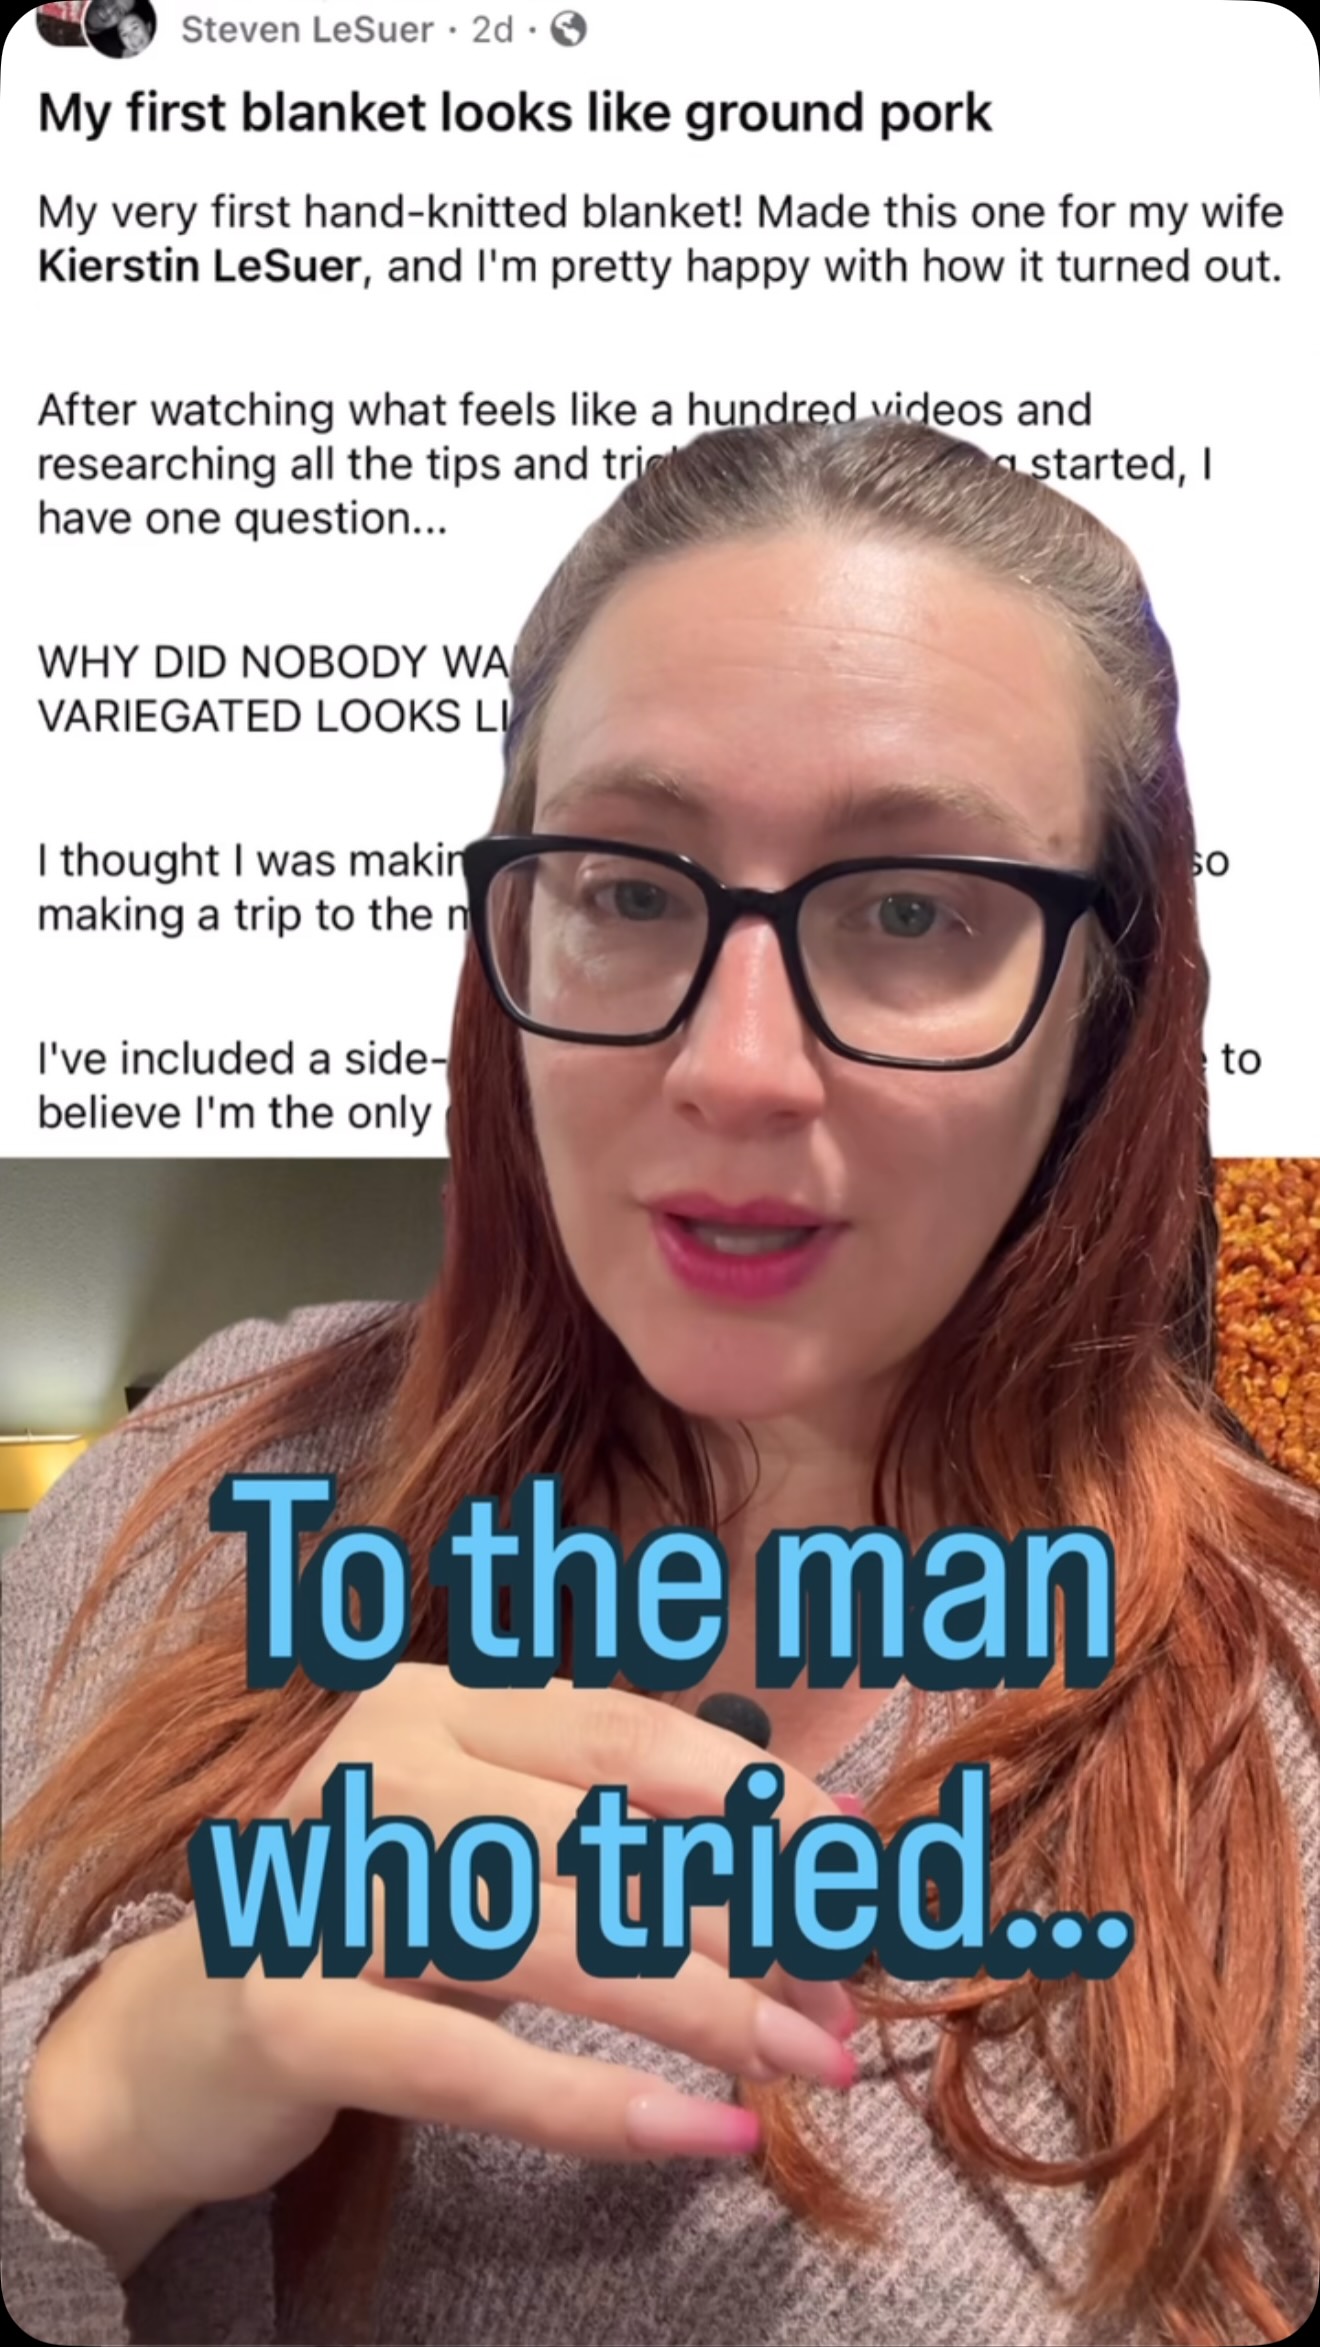 Steven LeSuer · 2d ·
My first blanket looks like ground pork
My very first hand-knitted blanket! Made this one for my wife
Kierstin LeSuer, and I'm pretty happy with how it turned out.
After watching what feels like a hundred videos and
researching all the tips and started, I
have one question...
WHY DID NOBODY
VARIEGATED LOOKS
I thought I was
making a trip to the
I've included a to
believe I'm the only
To the man
who tried...